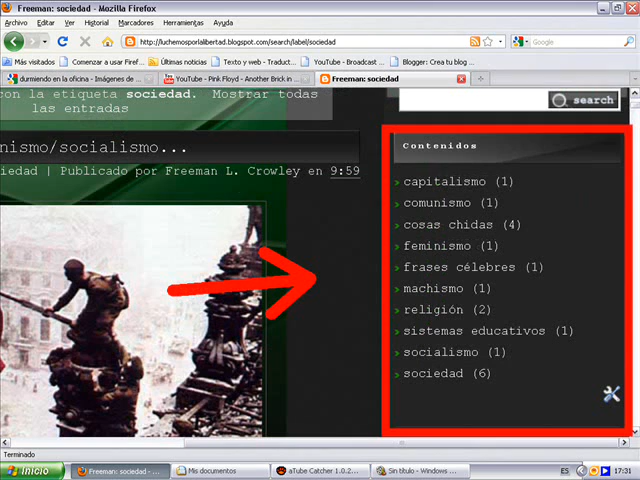 Freeman: sociedad - Mozilla Firefox
Archivo Editar Ver Historial Marcadores Herramientas Ayuda
http://luchemosporlalibertad.blogspot.com/search/label/sociedad
Google
Más visitados Comenzar a usar Firef... Últimas noticias Texto y web - Traduct... YouTube - Broadcast ... Blogger: Crea tu blog ...
durmiendo en la oficina - Imágenes de ... YouTube - Pink Floyd - Another Brick in ... Freeman: sociedad
con la etiqueta sociedad. Mostrar todas
las entradas
search
nismo/socialismo...
iedad | Publicado por Freeman L. Crowley en 9:59
Contenidos
capitalismo (1)
comunismo (1)
cosas chidas (4)
feminismo (1)
frases célebres (1)
machismo (1)
religión (2)
sistemas educativos (1)
socialismo (1)
sociedad (6)
Terminado
Inicio Freeman: sociedad - ... Mis documentos aTube Catcher 1.0.2... Sin título - Windows ... ES 17:31